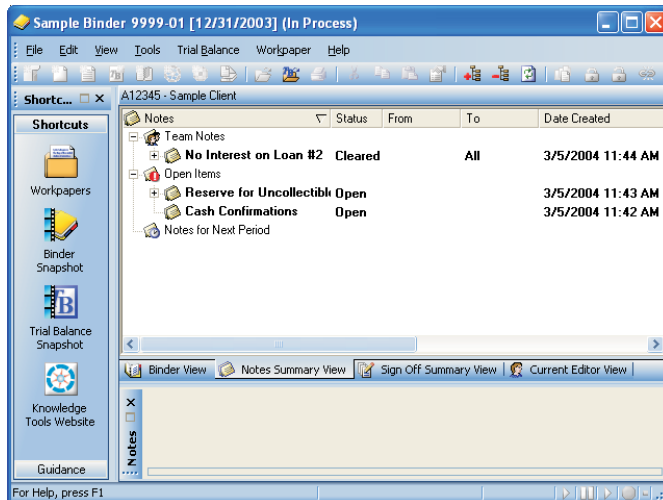 Sample Binder 9999-01 [12/31/2003] (In Process)
File Edit View Tools Trial Balance Workpaper Help
Shortc...
A12345 - Sample Client
Shortcuts
Notes Status From To Date Created
Team Notes
No Interest on Loan #2 Cleared All 3/5/2004 11:44 AM
Open Items
Reserve for Uncollectibl Open 3/5/2004 11:43 AM
Cash Confirmations Open 3/5/2004 11:42 AM
Notes for Next Period
Workpapers
Binder
Snapshot
Trial Balance
Snapshot
Knowledge
Tools Website
Guidance
Binder View Notes Summary View Sign Off Summary View Current Editor View
Notes
For Help, press F1